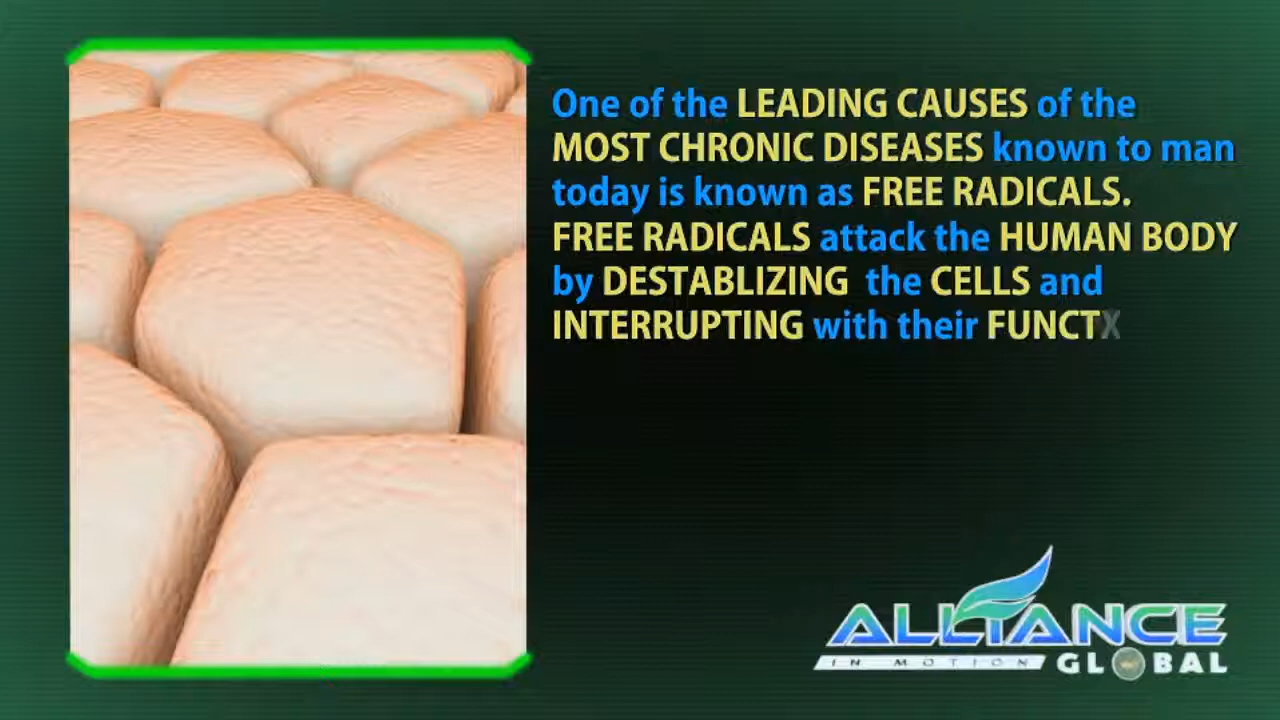 One of the LEADING CAUSES of the
MOST CHRONIC DISEASES known to man
today is known as FREE RADICALS.
FREE RADICALS attack the HUMAN BODY
by DESTABLIZING the CELLS and
INTERRUPTING with their FUNCTX
ALLIANCE
IN MOTION GLOBAL